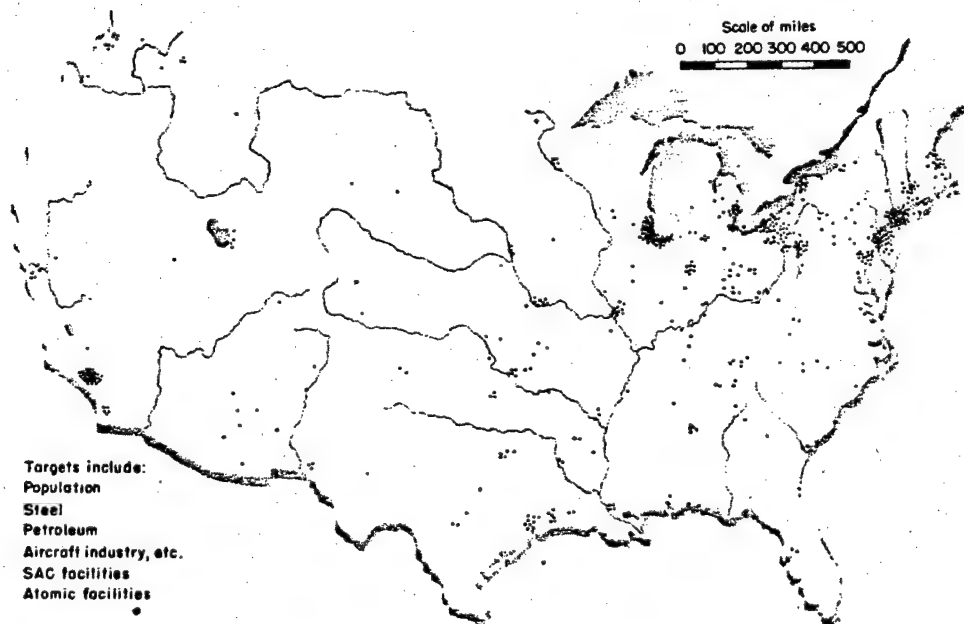 Scale of miles
0 100 200 300 400 500
Targets include:
Population
Steel
Petroleum
Aircraft industry, etc.
SAC facilities
Atomic facilities